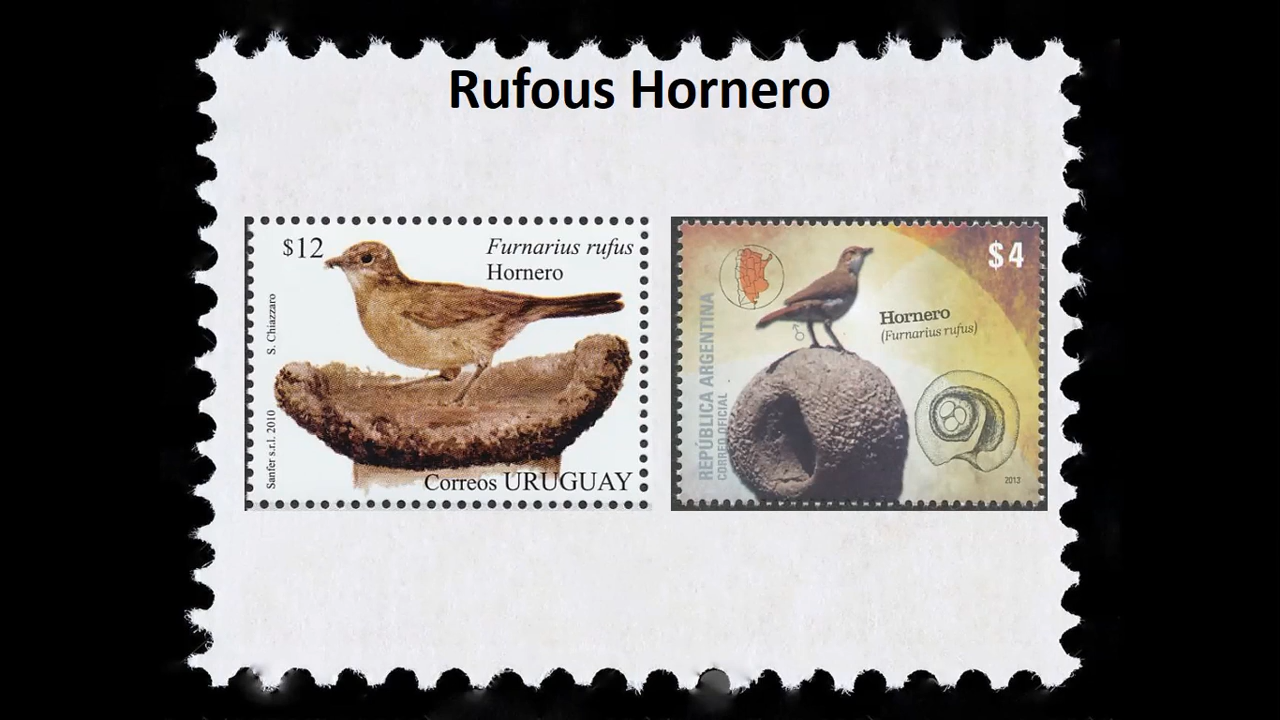 Rufous Hornero
$12
Furnarius rufus
Hornero
S. Chiazzaro
Sanfer s.r.l. 2010
Correos URUGUAY
$4
Hornero
(Furnarius rufus)
REPÚBLICA ARGENTINA
CORREO OFICIAL
2013